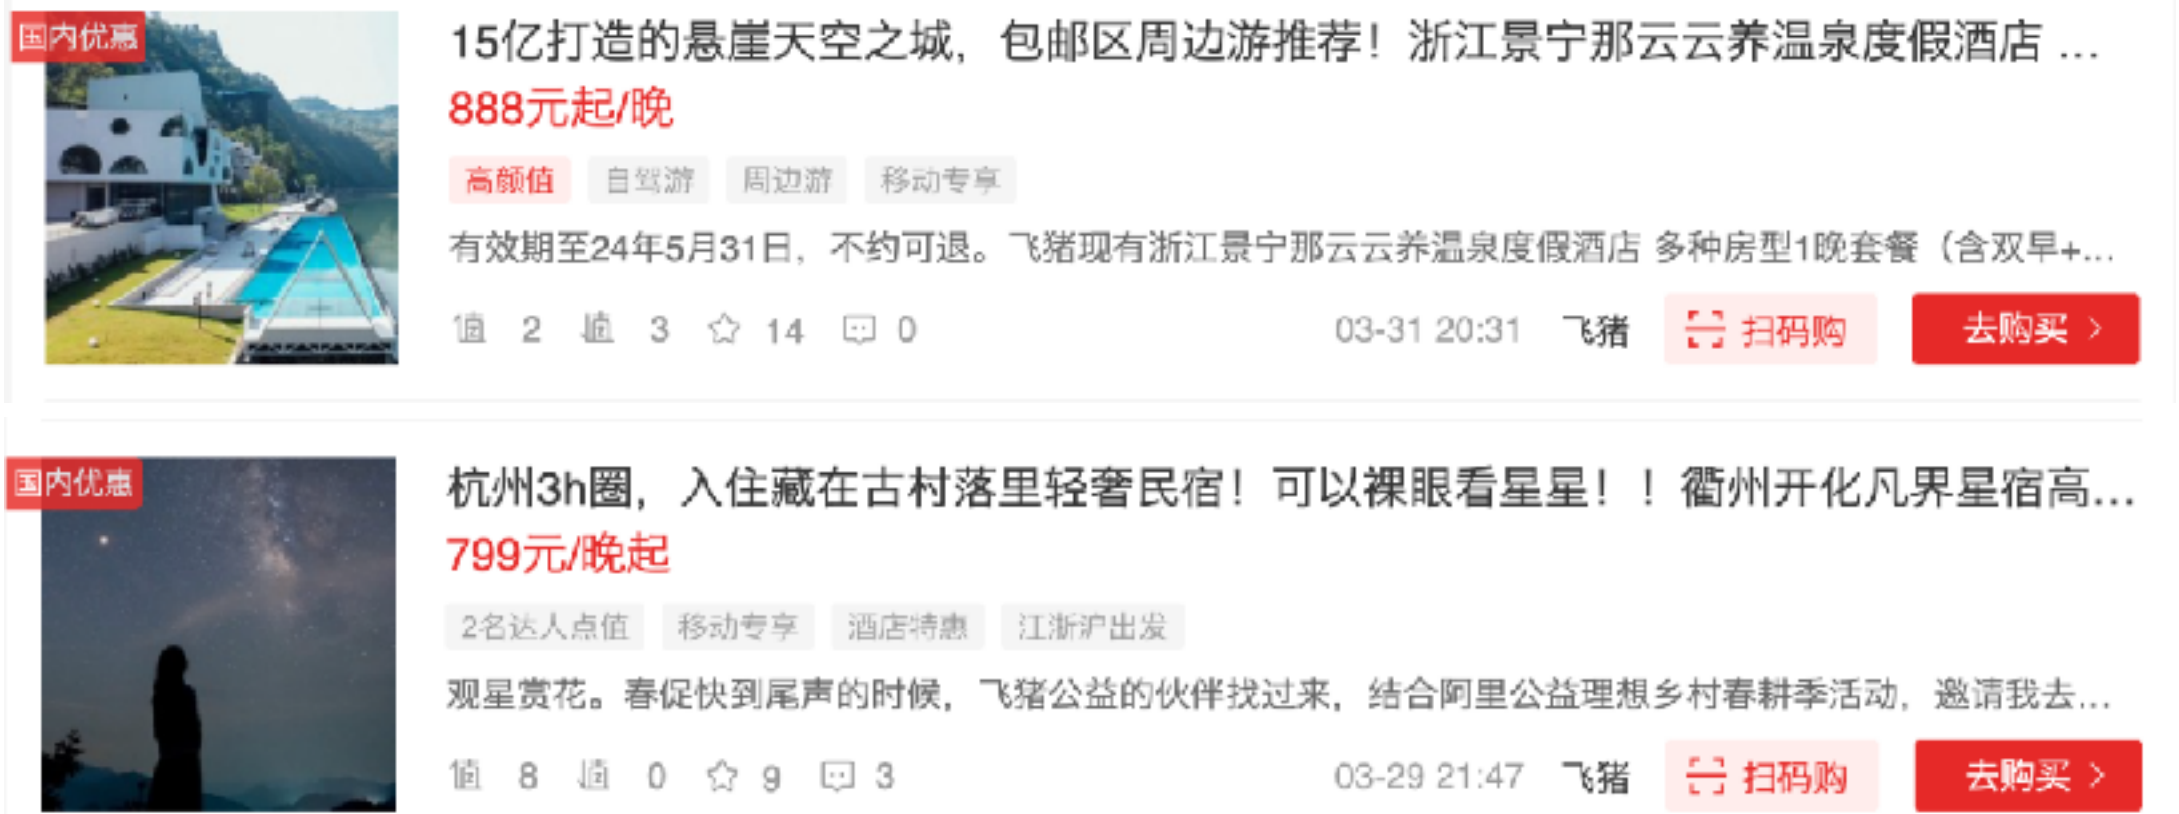 国内优惠
15亿打造的悬崖天空之城，包邮区周边游推荐！浙江景宁那云云养温泉度假酒店 ...
888元起/晚
高颜值 自驾游 周边游 移动专享
有效期至24年5月31日，不约可退。飞猪现有浙江景宁那云云养温泉度假酒店 多种房型1晚套餐（含双早+...
值 2 值 3 14 0 03-31 20:31 飞猪 扫码购 去购买 >
国内优惠
杭州3h圈，入住藏在古村落里轻奢民宿！可以裸眼看星星！！衢州开化凡界星宿高...
799元/晚起
2名达人点值 移动专享 酒店特惠 江浙沪出发
观星赏花。春促快到尾声的时候，飞猪公益的伙伴找过来，结合阿里公益理想乡村春耕季活动，邀请我去...
值 8 值 0 9 3 03-29 21:47 飞猪 扫码购 去购买 >